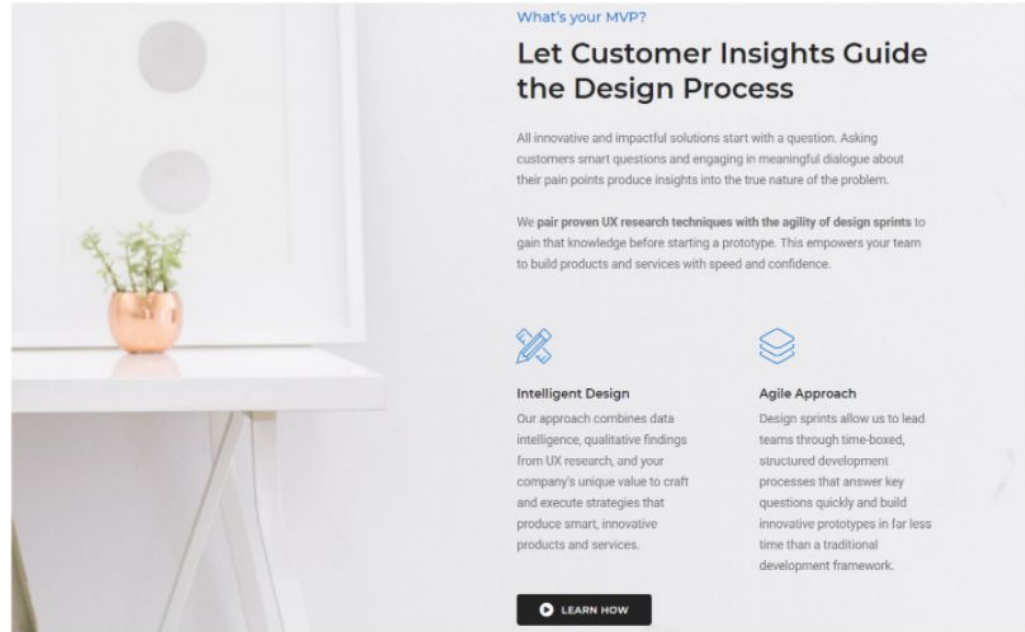 What's your MVP?
Let Customer Insights Guide
the Design Process
All innovative and impactful solutions start with a question. Asking
customers smart questions and engaging in meaningful dialogue about
their pain points produce insights into the true nature of the problem.
We pair proven UX research techniques with the agility of design sprints to
gain that knowledge before starting a prototype. This empowers your team
to build products and services with speed and confidence.
Intelligent Design
Our approach combines data
intelligence, qualitative findings
from UX research, and your
company's unique value to craft
and execute strategies that
produce smart, innovative
products and services.
Agile Approach
Design sprints allow us to lead
teams through time-boxed,
structured development
processes that answer key
questions quickly and build
innovative prototypes in far less
time than a traditional
development framework.
LEARN HOW